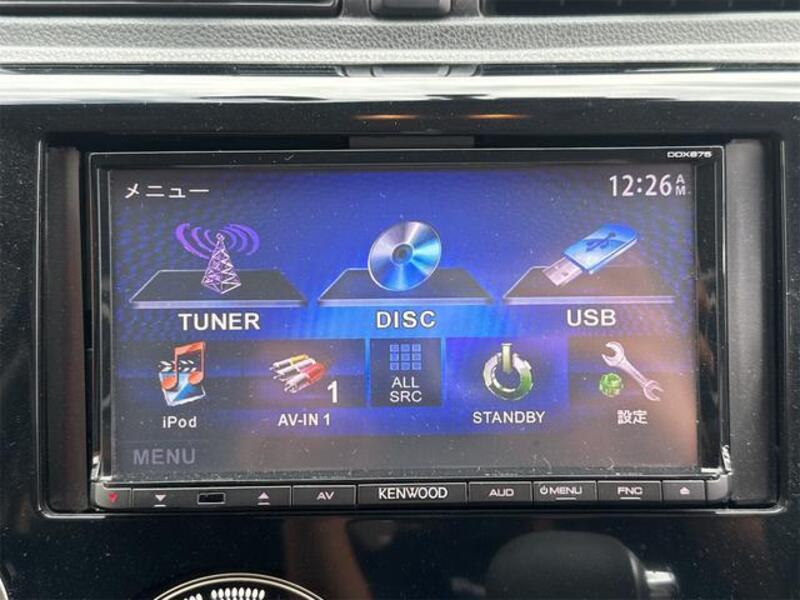 DDX675
メニュー
12:26 AM
TUNER
DISC
USB
iPod
1
AV-IN 1
ALL
SRC
STANDBY
設定
MENU
AV
KENWOOD
AUD
MENU
FNC